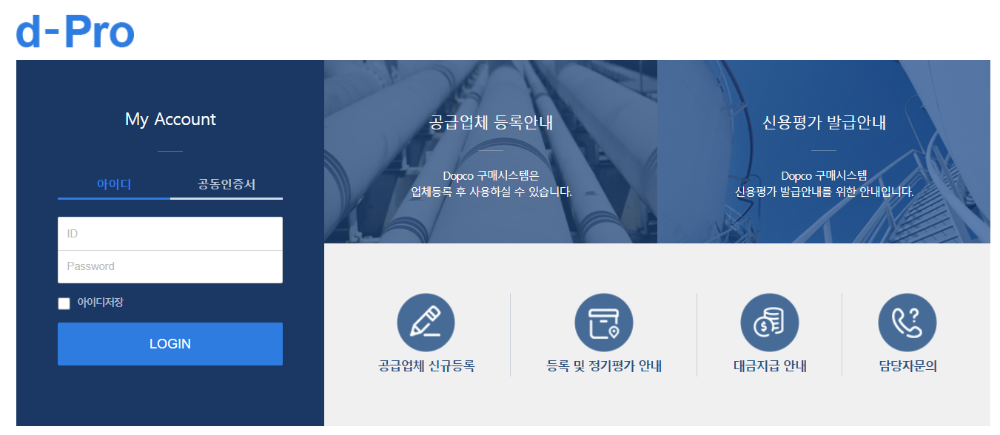 d-Pro
My Account
아이디
공동인증서
ID
Password
아이디저장
LOGIN
공급업체 등록안내
Dopco 구매시스템은
업체등록 후 사용하실 수 있습니다.
신용평가 발급안내
Dopco 구매시스템
신용평가 발급안내를 위한 안내입니다.
공급업체 신규등록
등록 및 정기평가 안내
대금지급 안내
담당자문의